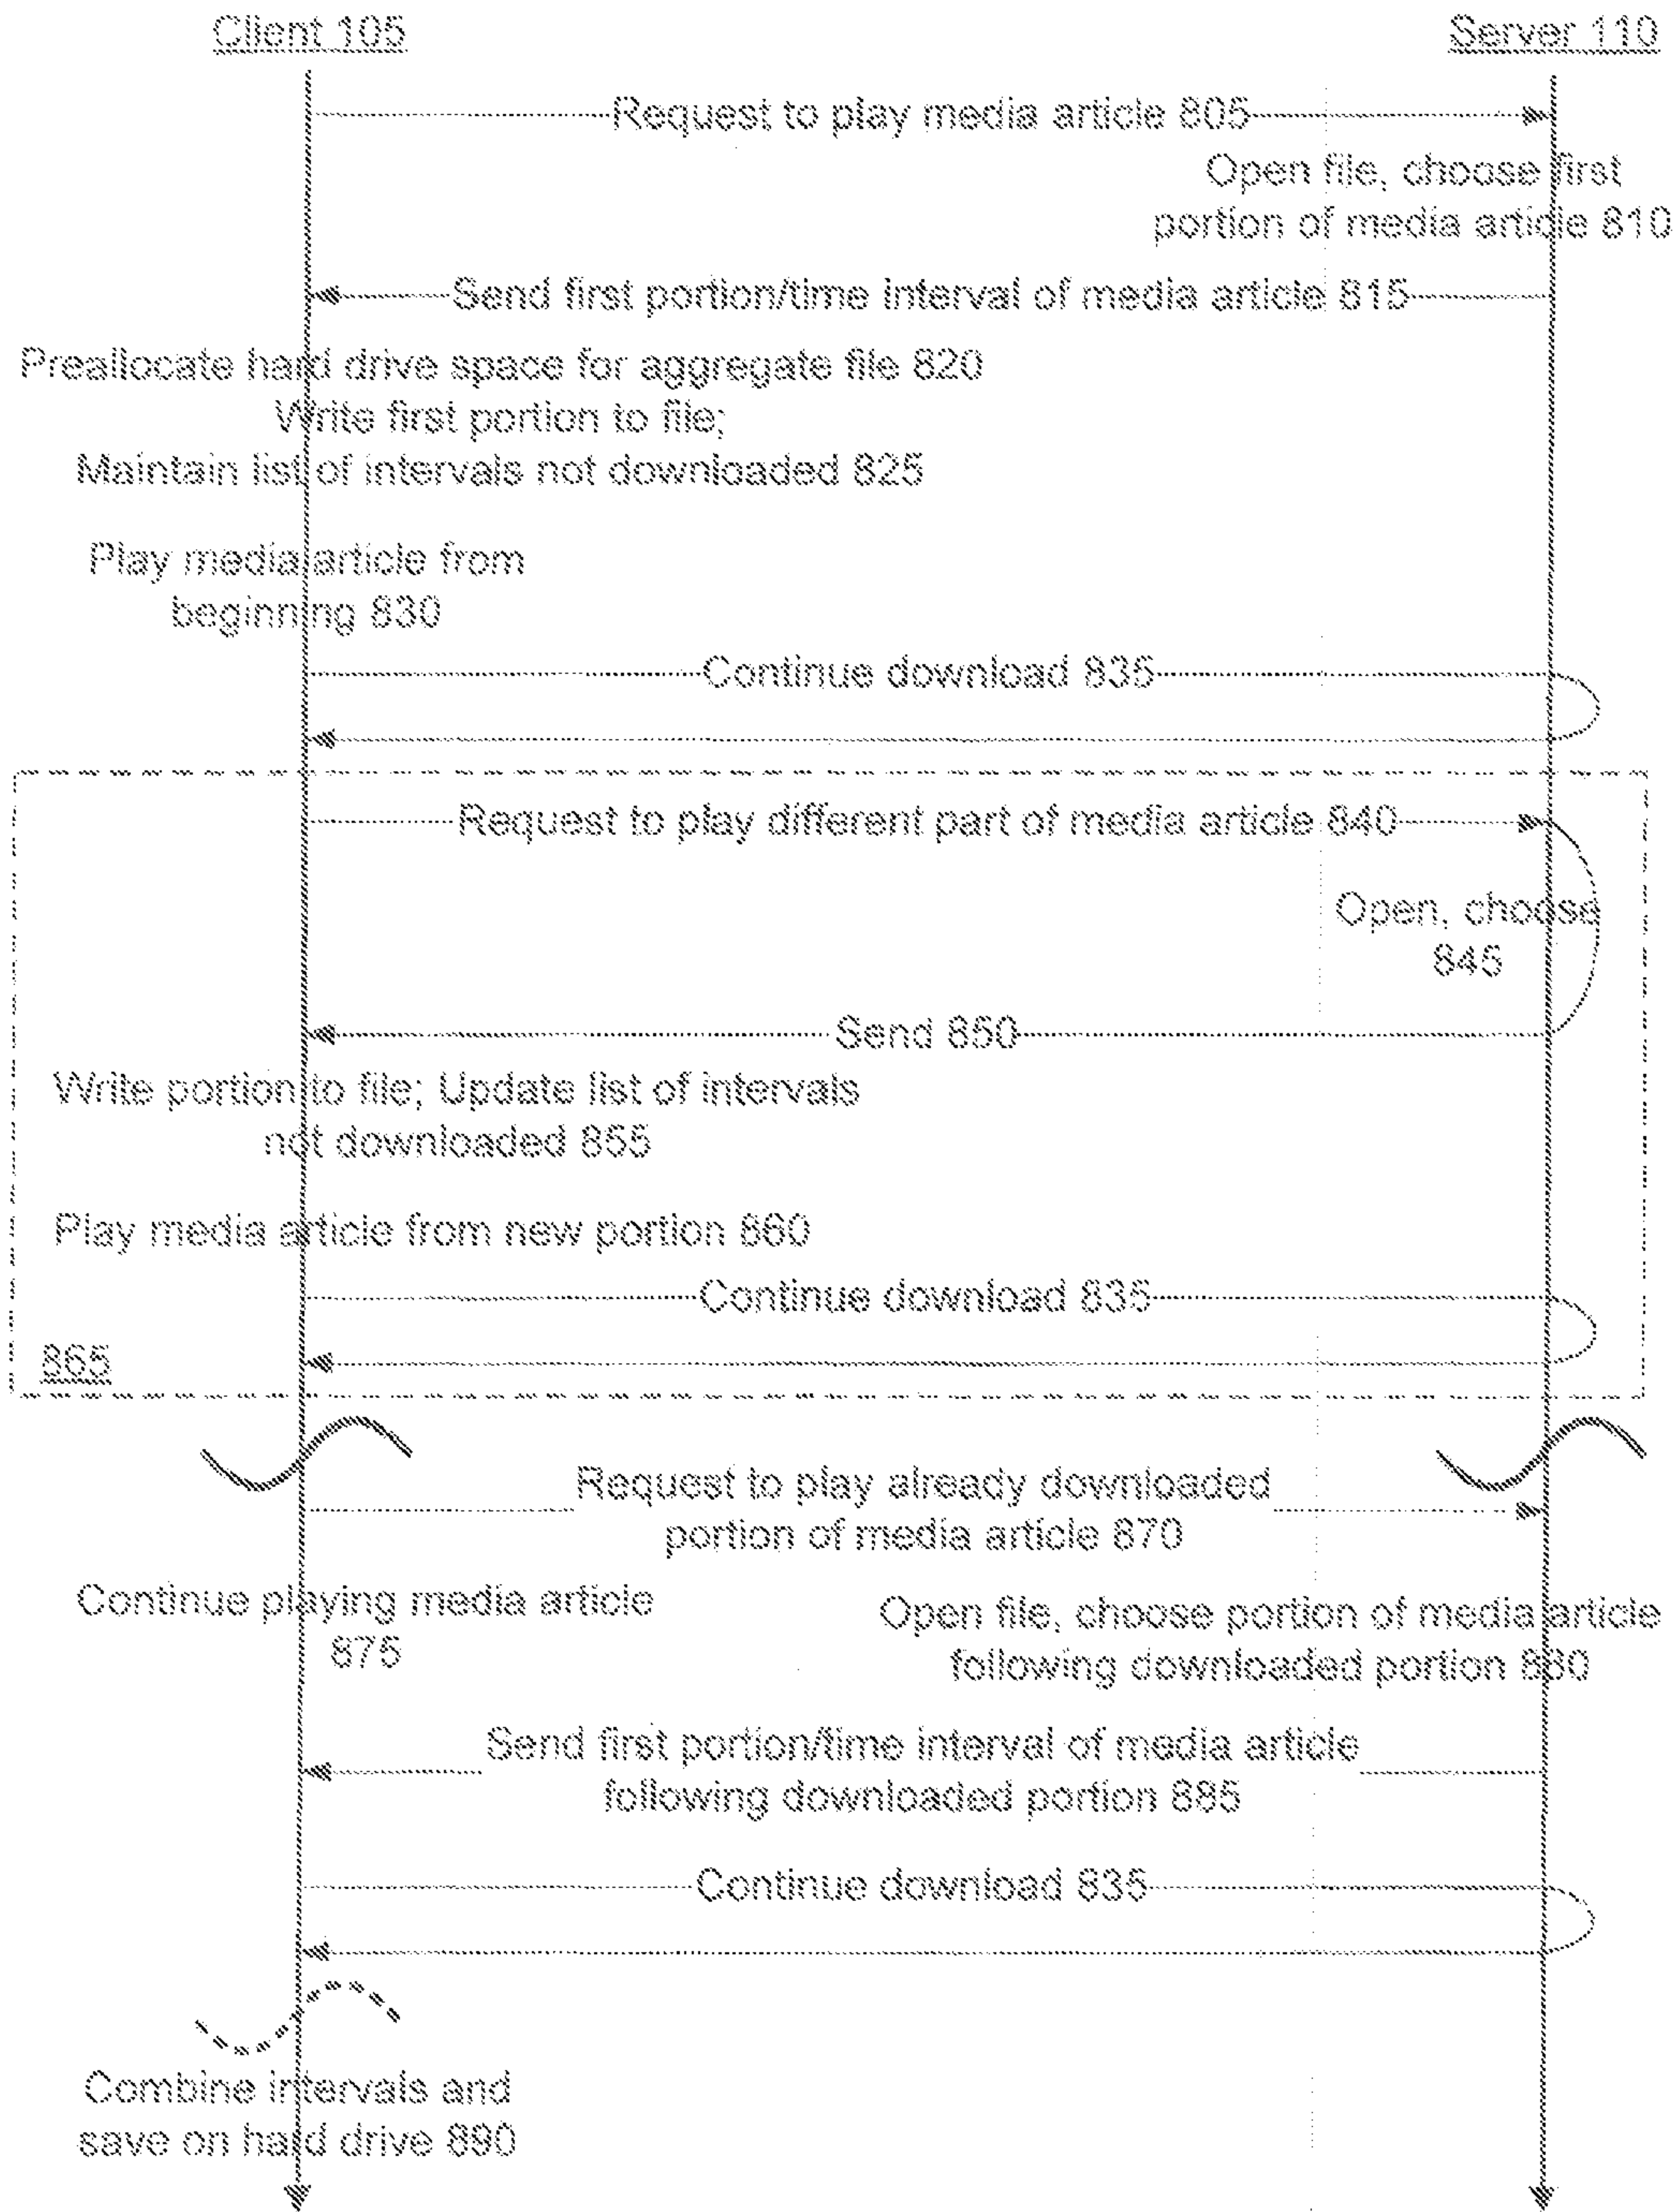 Client 105
Server 110
Request to play media article 805
Open file, choose first
portion of media article 810
Send first portion/time interval of media article 815
Preallocate hard drive space for aggregate file 820
Write first portion to file;
Maintain list of intervals not downloaded 825
Play media article from
beginning 830
Continue download 835
Request to play different part of media article 840
Open, choose
845
Send 850
Write portion to file; Update list of intervals
not downloaded 855
Play media article from new portion 860
Continue download 835
865
Request to play already downloaded
portion of media article 870
Continue playing media article
875
Open file, choose portion of media article
following downloaded portion 880
Send first portion/time interval of media article
following downloaded portion 885
Continue download 835
Combine intervals and
save on hard drive 890